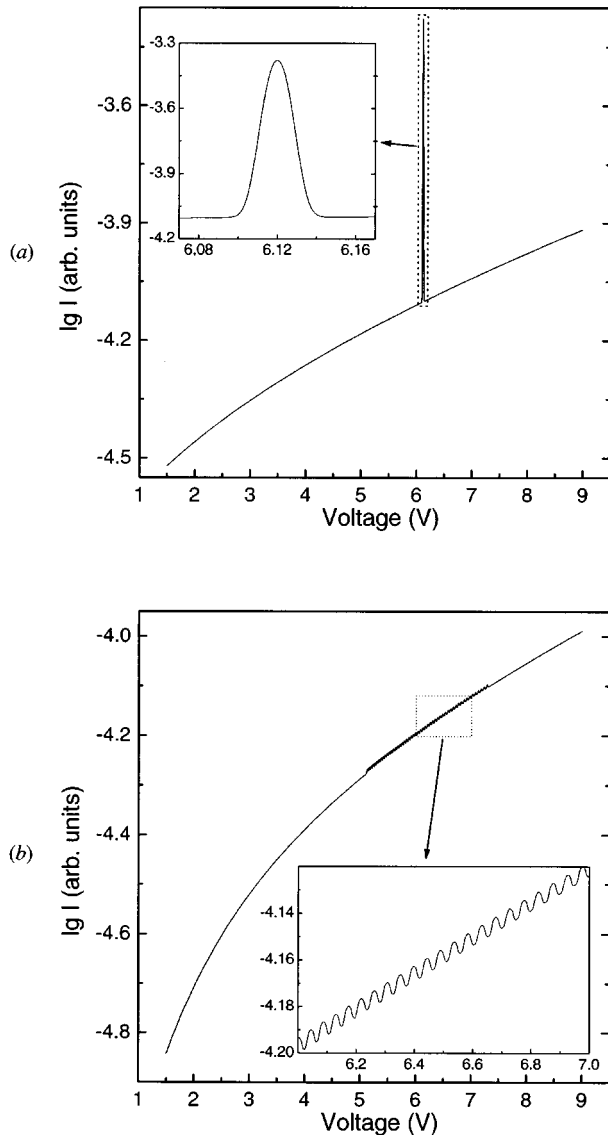 (a)
lg I (arb. units)
-3.6
-3.9
-4.2
-4.5
-3.3
-3.6
-3.9
-4.2
6.08 6.12 6.16
1 2 3 4 5 6 7 8 9
Voltage (V)
(b)
lg I (arb. units)
-4.0
-4.2
-4.4
-4.6
-4.8
-4.14
-4.16
-4.18
-4.20
6.2 6.4 6.6 6.8 7.0
1 2 3 4 5 6 7 8 9
Voltage (V)